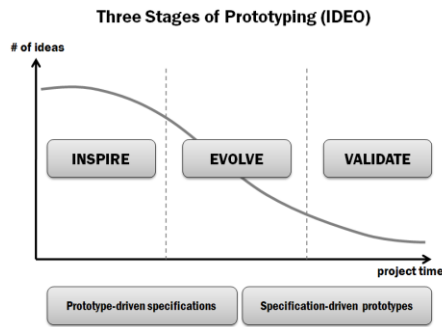 Three Stages of Prototyping (IDEO)
# of ideas
INSPIRE
EVOLVE
VALIDATE
project time
Prototype-driven specifications
Specification-driven prototypes